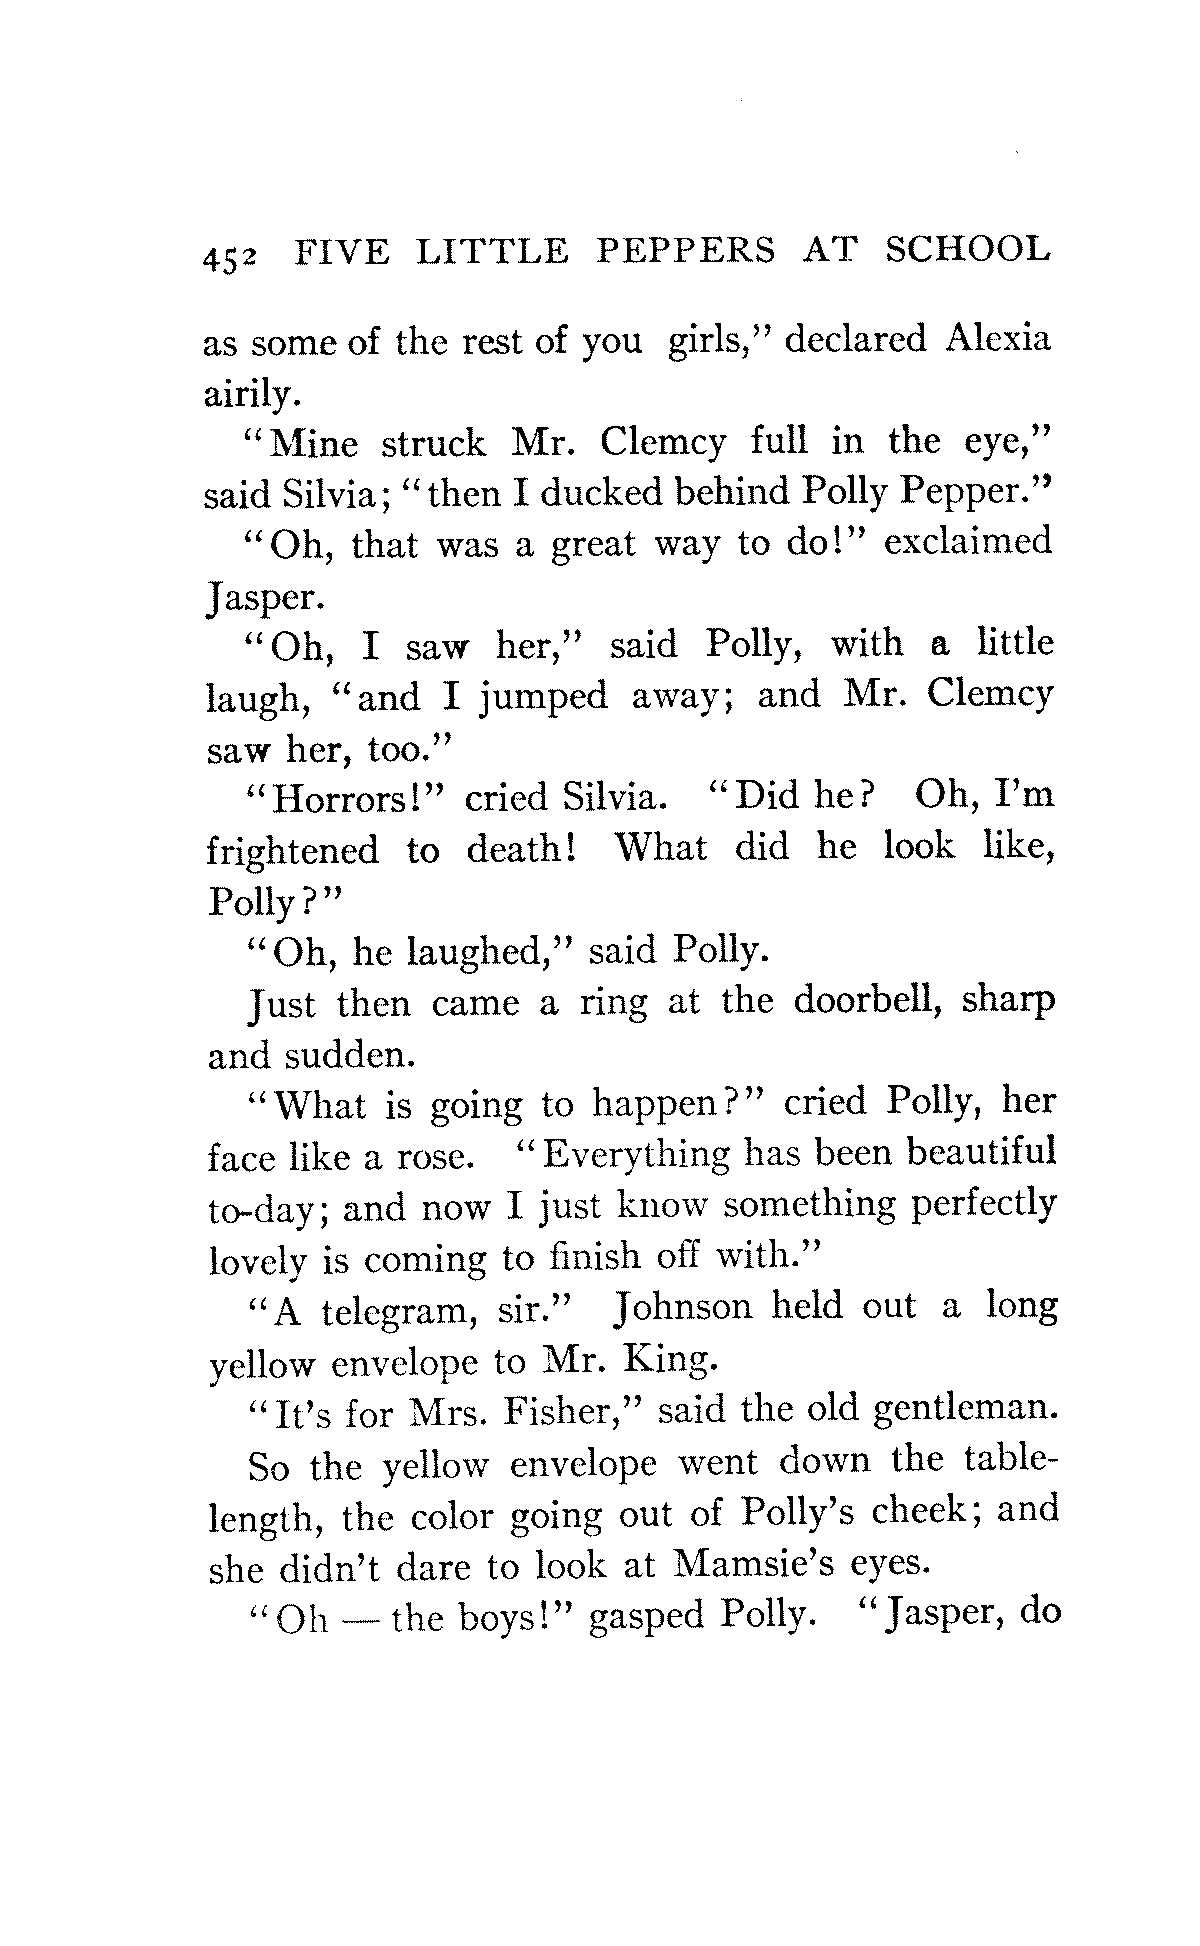 452 FIVE LITTLE PEPPERS AT SCHOOL
as some of the rest of you girls," declared Alexia
airily.
"Mine struck Mr. Clemcy full in the eye,"
said Silvia; "then I ducked behind Polly Pepper."
"Oh, that was a great way to do!" exclaimed
Jasper.
"Oh, I saw her," said Polly, with a little
laugh, "and I jumped away; and Mr. Clemcy
saw her, too."
"Horrors!" cried Silvia. "Did he? Oh, I'm
frightened to death! What did he look like,
Polly?"
"Oh, he laughed," said Polly.
Just then came a ring at the doorbell, sharp
and sudden.
"What is going to happen?" cried Polly, her
face like a rose. "Everything has been beautiful
to-day; and now I just know something perfectly
lovely is coming to finish off with."
"A telegram, sir." Johnson held out a long
yellow envelope to Mr. King.
"It's for Mrs. Fisher," said the old gentleman.
So the yellow envelope went down the table-
length, the color going out of Polly's cheek; and
she didn't dare to look at Mamsie's eyes.
"Oh — the boys!" gasped Polly. "Jasper, do